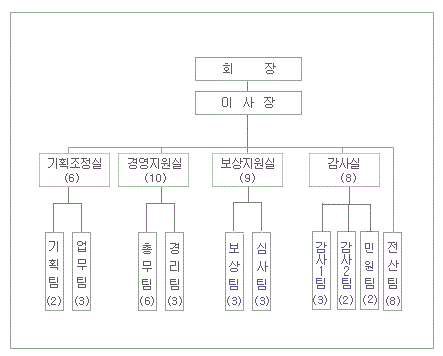 회 장
이 사 장
기획조정실
(6)
경영지원실
(10)
보상지원실
(9)
감사실
(8)
기획팀
(2)
업무팀
(3)
총무팀
(6)
경리팀
(3)
보상팀
(3)
심사팀
(3)
감사1팀
(3)
감사2팀
(2)
민원팀
(2)
전산팀
(8)